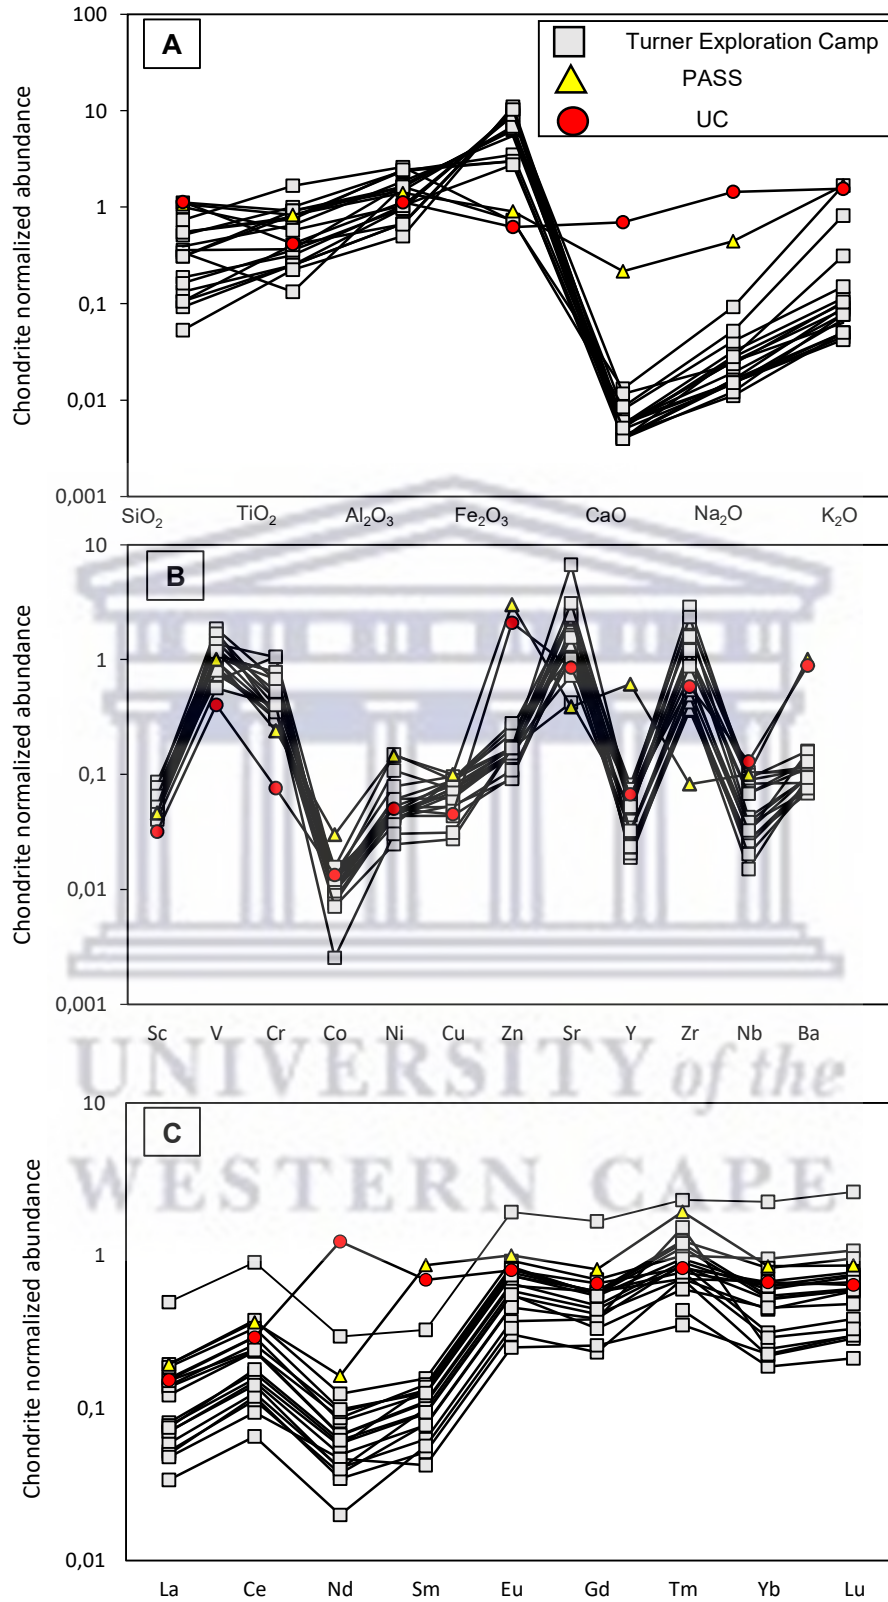 100
A
Turner Exploration Camp
PASS
UC
10
1
0,1
0,01
0,001
Chondrite normalized abundance
SiO2 TiO2 Al2O3 Fe2O3 CaO Na2O K2O
10
B
1
0,1
0,01
0,001
Chondrite normalized abundance
Sc V Cr Co Ni Cu Zn Sr Y Zr Nb Ba
UNIVERSITY of the
10
C
WESTERN CAPE
1
0,1
0,01
Chondrite normalized abundance
La Ce Nd Sm Eu Gd Tm Yb Lu